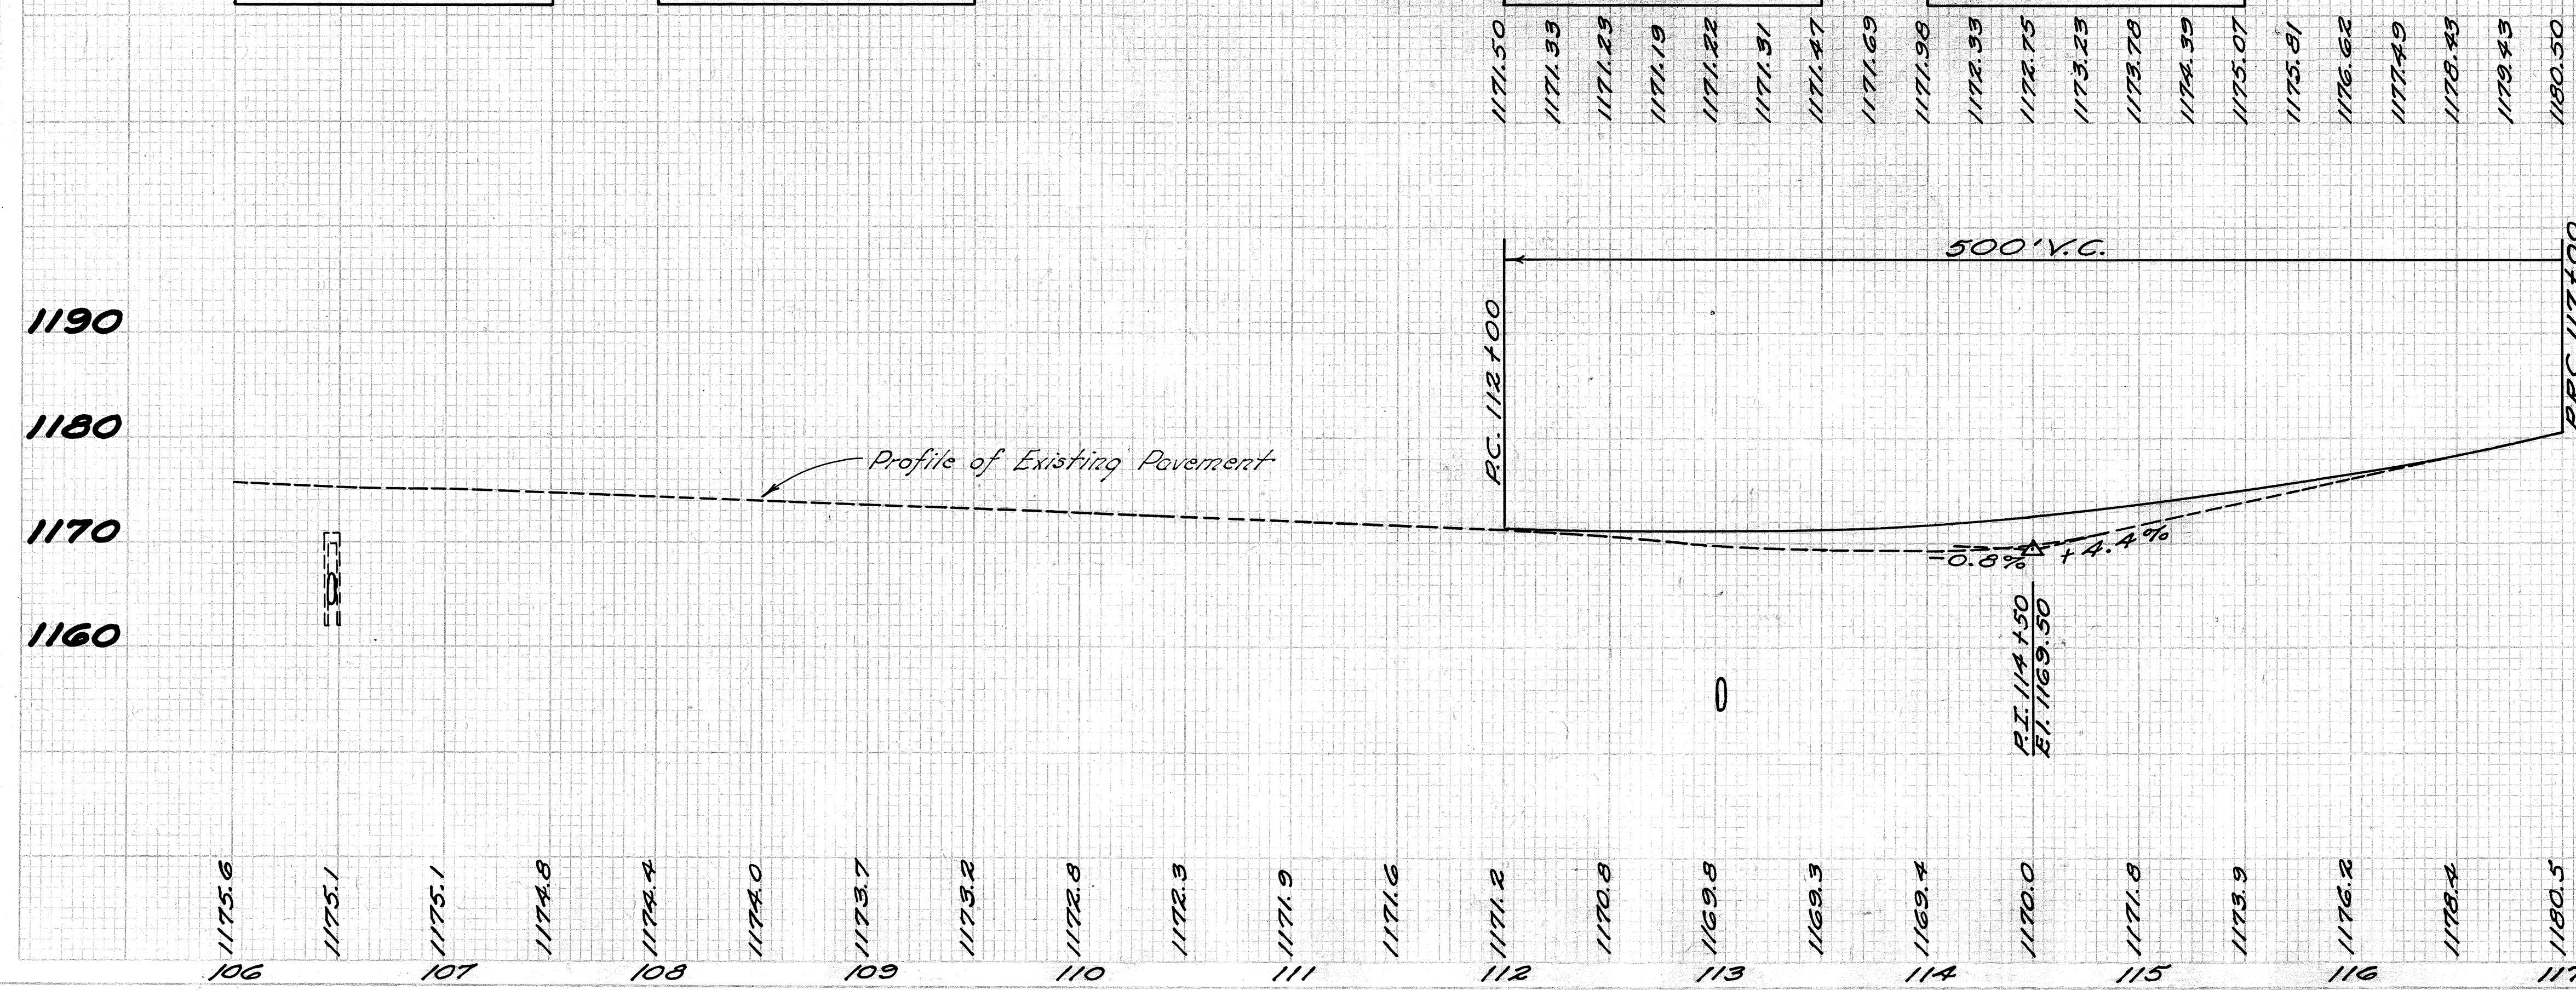 1171.50 1171.33 1171.23 1171.19 1171.22 1171.31 1171.47 1171.69 1171.98 1172.33 1172.75 1173.23 1173.78 1174.39 1175.07 1175.81 1176.62 1177.49 1178.43 1179.43 1180.50
500' V.C.
P.C. 112+00
P.R.C. 117+00
1190
1180
Profile of Existing Pavement
1170
-0.8% +4.4%
1160
P.I. 114+50
El. 1169.50
1175.6 1175.1 1175.1 1174.8 1174.4 1174.0 1173.7 1173.2 1172.8 1172.3 1171.9 1171.6 1171.2 1170.8 1169.8 1169.3 1169.4 1170.0 1171.8 1173.9 1176.2 1178.4 1180.5
106 107 108 109 110 111 112 113 114 115 116 117